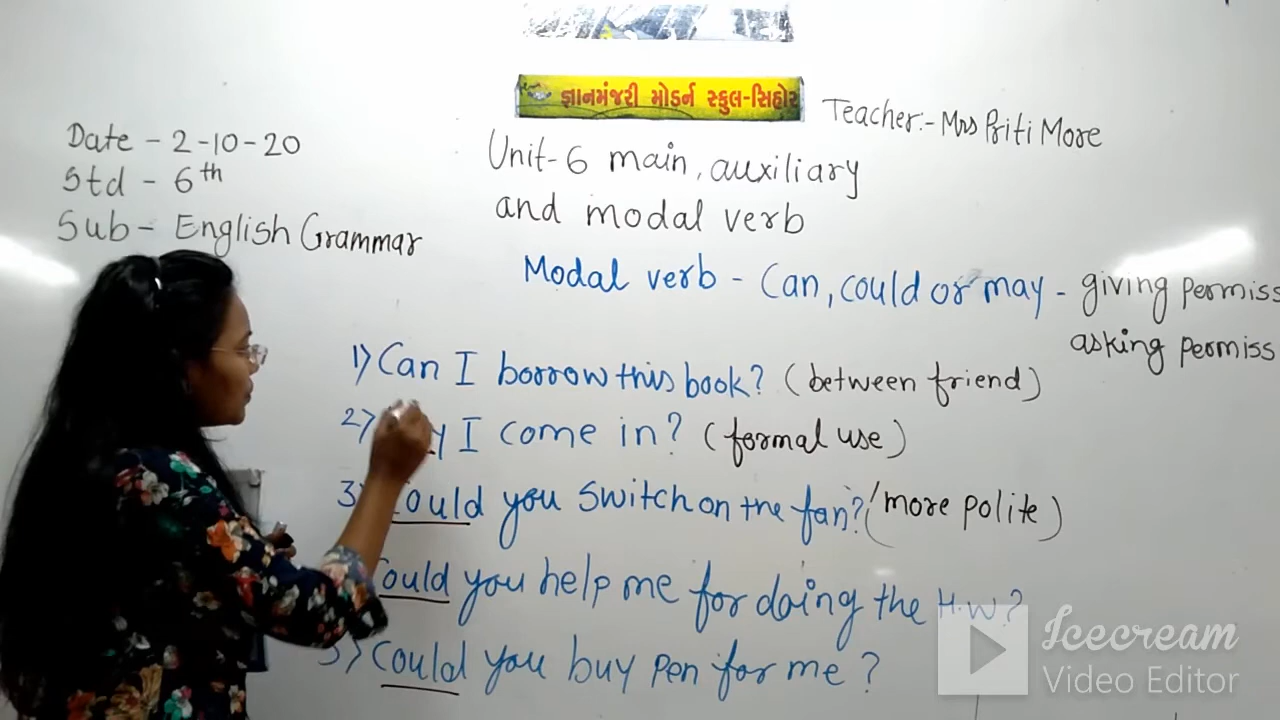 જ્ઞાનમંજરી મોડર્ન સ્કુલ-સિહોર
Teacher:- Mrs Priti More
Date - 2-10-20
Std - 6th
Sub - English Grammar
Unit-6 main, auxiliary
and modal verb
Modal verb - Can, could or may - giving permiss
asking permiss
1) Can I borrow this book? (between friend)
2) y I come in? (formal use)
3) Could you switch on the fan? (more polite)
Could you help me for doing the H.W?
5) Could you buy pen for me?
Icecream
Video Editor